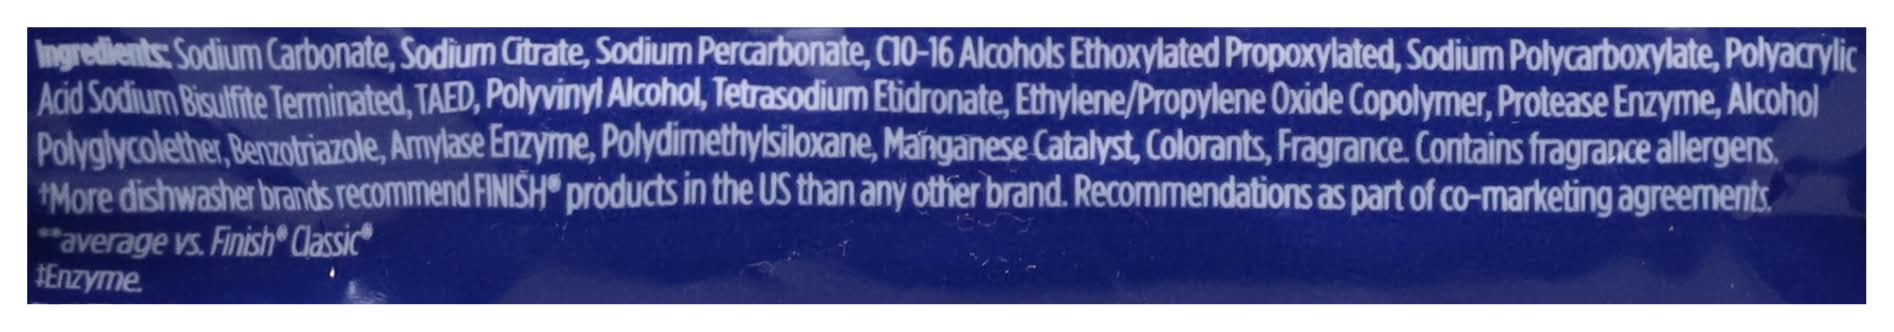 Ingredients: Sodium Carbonate, Sodium Citrate, Sodium Percarbonate, C10-16 Alcohols Ethoxylated Propoxylated, Sodium Polycarboxylate, Polyacrylic
Acid Sodium Bisulfite Terminated, TAED, Polyvinyl Alcohol, Tetrasodium Etidronate, Ethylene/Propylene Oxide Copolymer, Protease Enzyme, Alcohol
Polyglycolether, Benzotriazole, Amylase Enzyme, Polydimethylsiloxane, Manganese Catalyst, Colorants, Fragrance. Contains fragrance allergens.
†More dishwasher brands recommend FINISH® products in the US than any other brand. Recommendations as part of co-marketing agreements.
**average vs. Finish® Classic®
‡Enzyme.